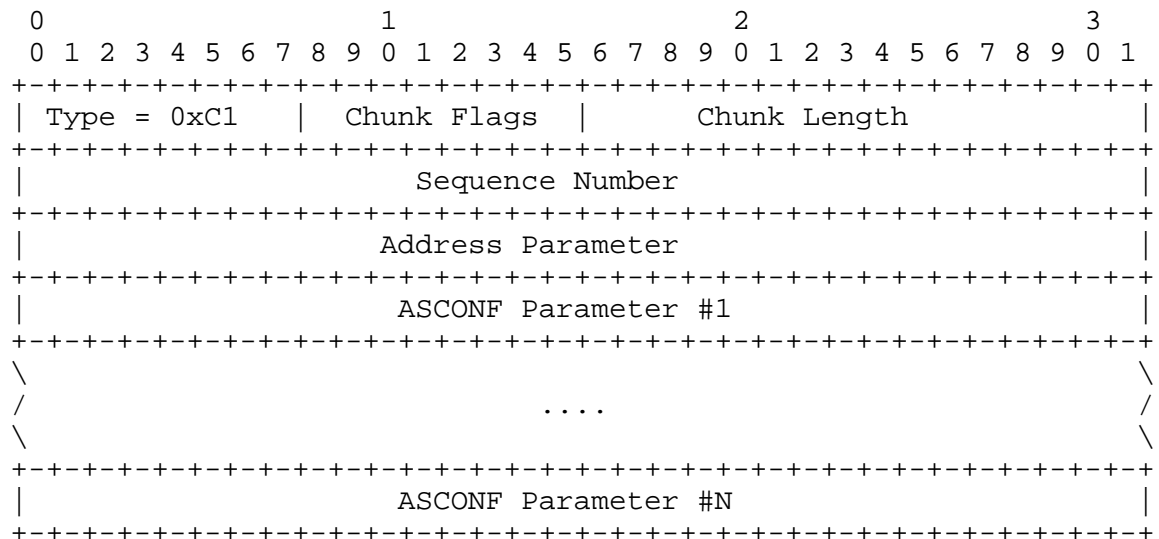 0                   1                   2                   3
 0 1 2 3 4 5 6 7 8 9 0 1 2 3 4 5 6 7 8 9 0 1 2 3 4 5 6 7 8 9 0 1
+-+-+-+-+-+-+-+-+-+-+-+-+-+-+-+-+-+-+-+-+-+-+-+-+-+-+-+-+-+-+-+-+
| Type = 0xC1   |  Chunk Flags  |      Chunk Length             |
+-+-+-+-+-+-+-+-+-+-+-+-+-+-+-+-+-+-+-+-+-+-+-+-+-+-+-+-+-+-+-+-+
|                      Sequence Number                          |
+-+-+-+-+-+-+-+-+-+-+-+-+-+-+-+-+-+-+-+-+-+-+-+-+-+-+-+-+-+-+-+-+
|                    Address Parameter                          |
+-+-+-+-+-+-+-+-+-+-+-+-+-+-+-+-+-+-+-+-+-+-+-+-+-+-+-+-+-+-+-+-+
|                     ASCONF Parameter #1                       |
+-+-+-+-+-+-+-+-+-+-+-+-+-+-+-+-+-+-+-+-+-+-+-+-+-+-+-+-+-+-+-+-+
\                                                               \
/                             ....                              /
\                                                               \
+-+-+-+-+-+-+-+-+-+-+-+-+-+-+-+-+-+-+-+-+-+-+-+-+-+-+-+-+-+-+-+-+
|                     ASCONF Parameter #N                       |
+-+-+-+-+-+-+-+-+-+-+-+-+-+-+-+-+-+-+-+-+-+-+-+-+-+-+-+-+-+-+-+-+